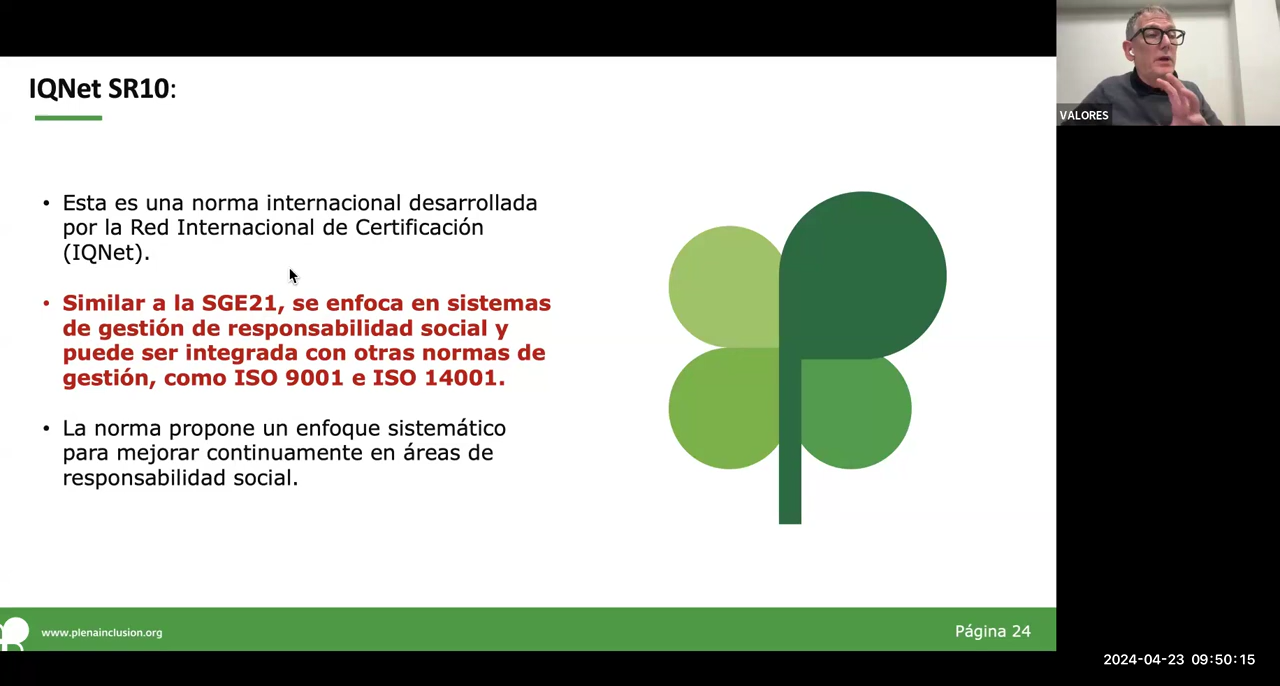 IQNet SR10:
• Esta es una norma internacional desarrollada
por la Red Internacional de Certificación
(IQNet).
• Similar a la SGE21, se enfoca en sistemas
de gestión de responsabilidad social y
puede ser integrada con otras normas de
gestión, como ISO 9001 e ISO 14001.
• La norma propone un enfoque sistemático
para mejorar continuamente en áreas de
responsabilidad social.
www.plenainclusion.org
Página 24
VALORES
2024-04-23 09:50:15